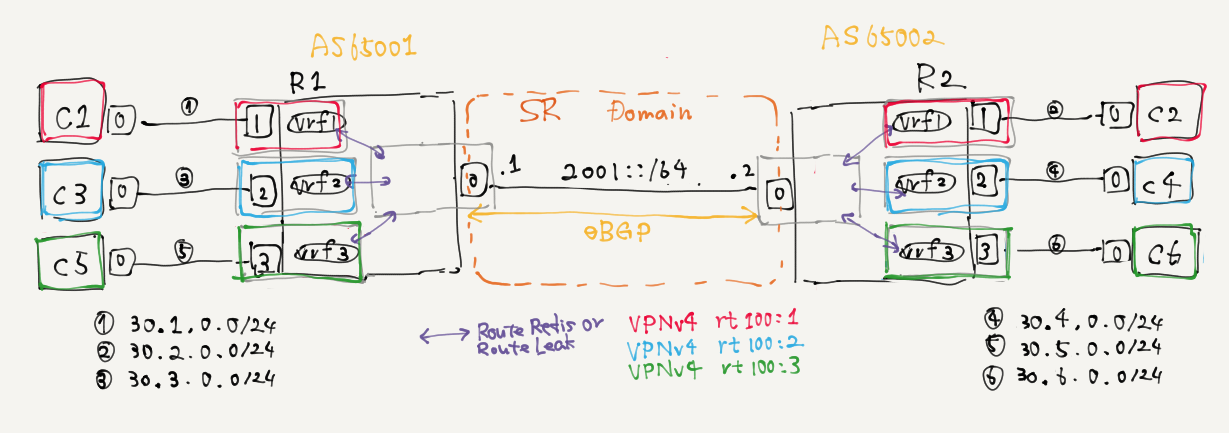 AS65001
AS65002
R1
R2
SR Domain
C1
0
①
1
vrf1
vrf1
1
②
0
C2
C3
0
③
2
vrf2
0
.1
2001::/64
.2
0
vrf2
2
④
0
C4
eBGP
C5
0
⑤
3
vrf3
vrf3
3
⑥
0
C6
① 30.1.0.0/24
② 30.2.0.0/24
③ 30.3.0.0/24
Route Redis or
Route Leak
VPNv4 rt 100:1
VPNv4 rt 100:2
VPNv4 rt 100:3
④ 30.4.0.0/24
⑤ 30.5.0.0/24
⑥ 30.6.0.0/24